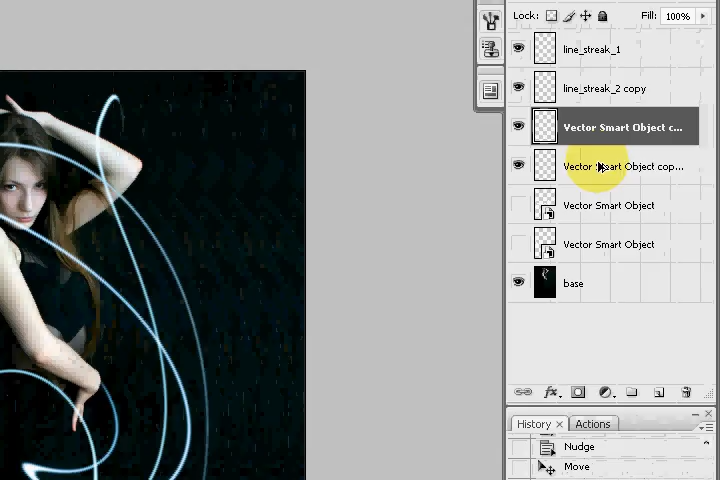 Lock:
Fill: 100%
line_streak_1
line_streak_2 copy
Vector Smart Object c...
Vector Smart Object cop...
Vector Smart Object
Vector Smart Object
base
History × Actions
Nudge
Move